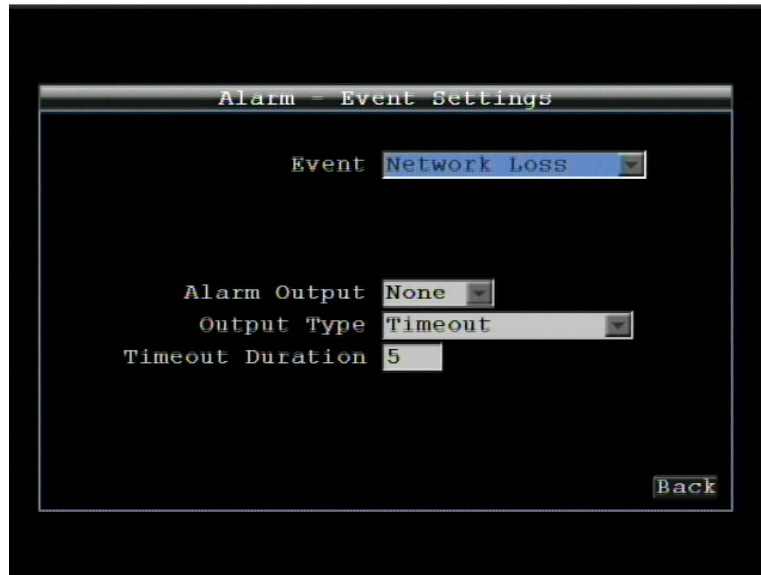 Alarm - Event Settings
Event Network Loss
Alarm Output None
Output Type Timeout
Timeout Duration 5
Back